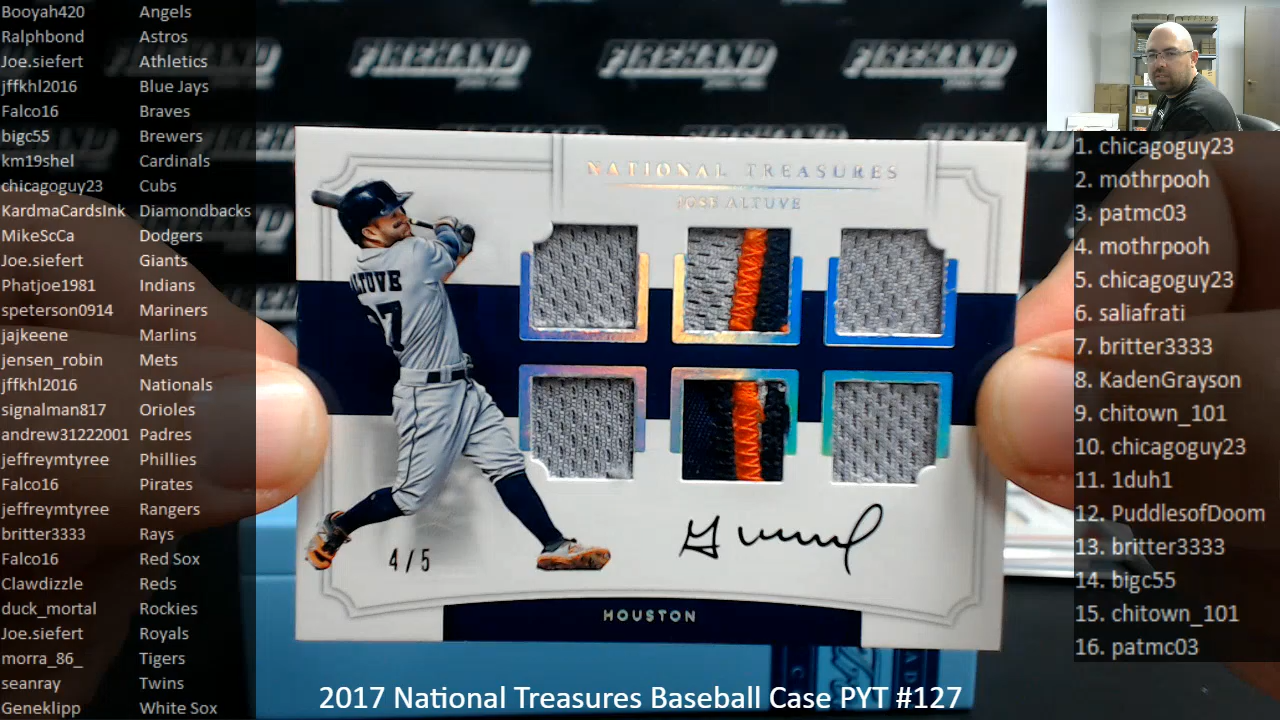 Booyah420 Angels
Ralphbond Astros
Joe.siefert Athletics
jffkhl2016 Blue Jays
Falco16 Braves
bigc55 Brewers
km19shel Cardinals
chicagoguy23 Cubs
KardmaCardsInk Diamondbacks
MikeScCa Dodgers
Joe.siefert Giants
Phatjoe1981 Indians
speterson0914 Mariners
jajkeene Marlins
jensen_robin Mets
jffkhl2016 Nationals
signalman817 Orioles
andrew31222001 Padres
jeffreymtyree Phillies
Falco16 Pirates
jeffreymtyree Rangers
britter3333 Rays
Falco16 Red Sox
Clawdizzle Reds
duck_mortal Rockies
Joe.siefert Royals
morra_86_ Tigers
seanray Twins
Geneklipp White Sox
FIREHAND FIREHAND FIREHAND
NATIONAL TREASURES
JOSE ALTUVE
ALTUVE
27
4/5
HOUSTON
2017 National Treasures Baseball Case PYT #127
1. chicagoguy23
2. mothrpooh
3. patmc03
4. mothrpooh
5. chicagoguy23
6. saliafrati
7. britter3333
8. KadenGrayson
9. chitown_101
10. chicagoguy23
11. 1duh1
12. PuddlesofDoom
13. britter3333
14. bigc55
15. chitown_101
16. patmc03